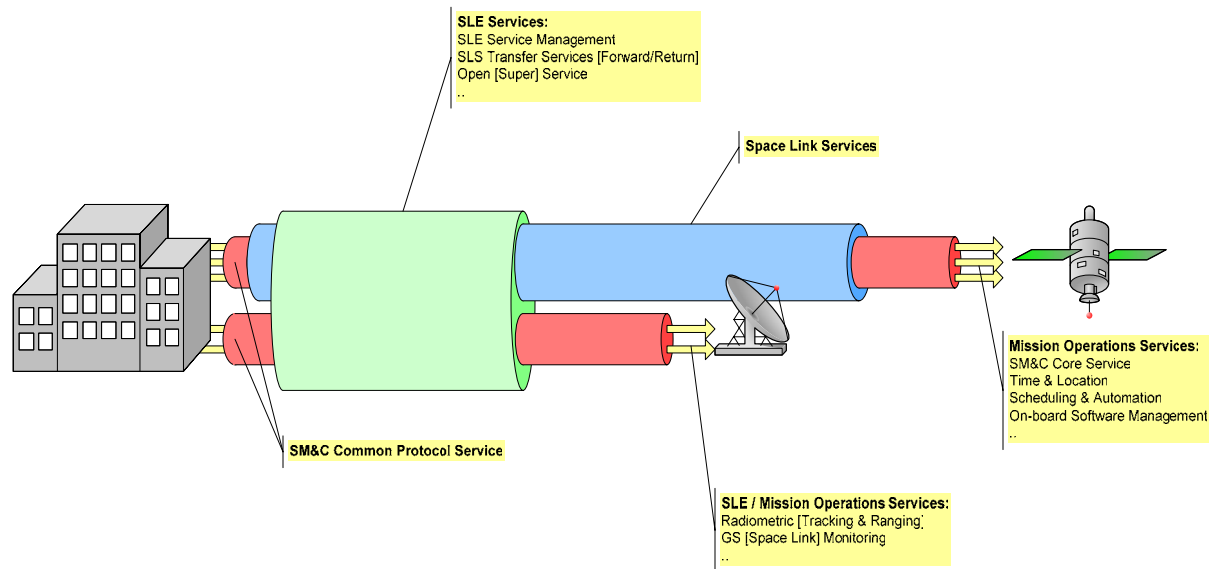 SLE Services:
SLE Service Management
SLS Transfer Services [Forward/Return]
Open [Super] Service
..
Space Link Services
Mission Operations Services:
SM&C Core Service
Time & Location
Scheduling & Automation
On-board Software Management
..
SM&C Common Protocol Service
SLE / Mission Operations Services:
Radiometric [Tracking & Ranging]
GS [Space Link] Monitoring
..